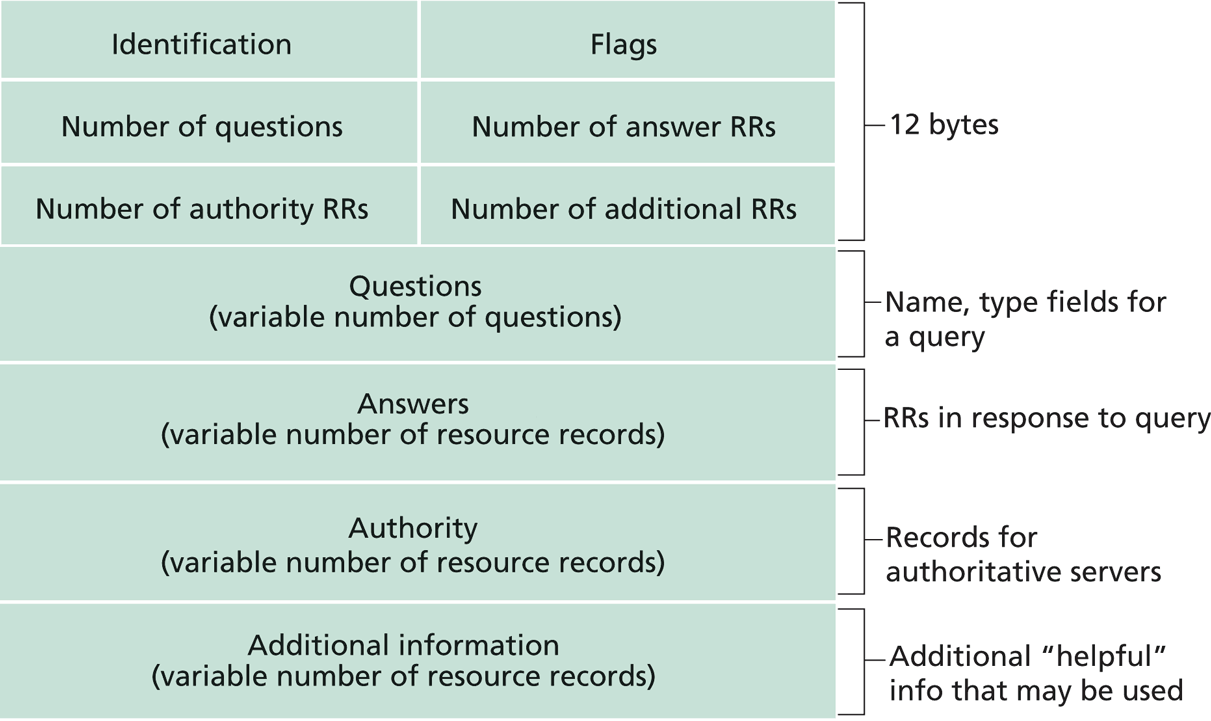 Identification
Flags
12 bytes
Number of questions
Number of answer RRs
Number of authority RRs
Number of additional RRs
Questions
(variable number of questions)
Name, type fields for
a query
Answers
(variable number of resource records)
RRs in response to query
Authority
(variable number of resource records)
Records for
authoritative servers
Additional information
(variable number of resource records)
Additional “helpful”
info that may be used